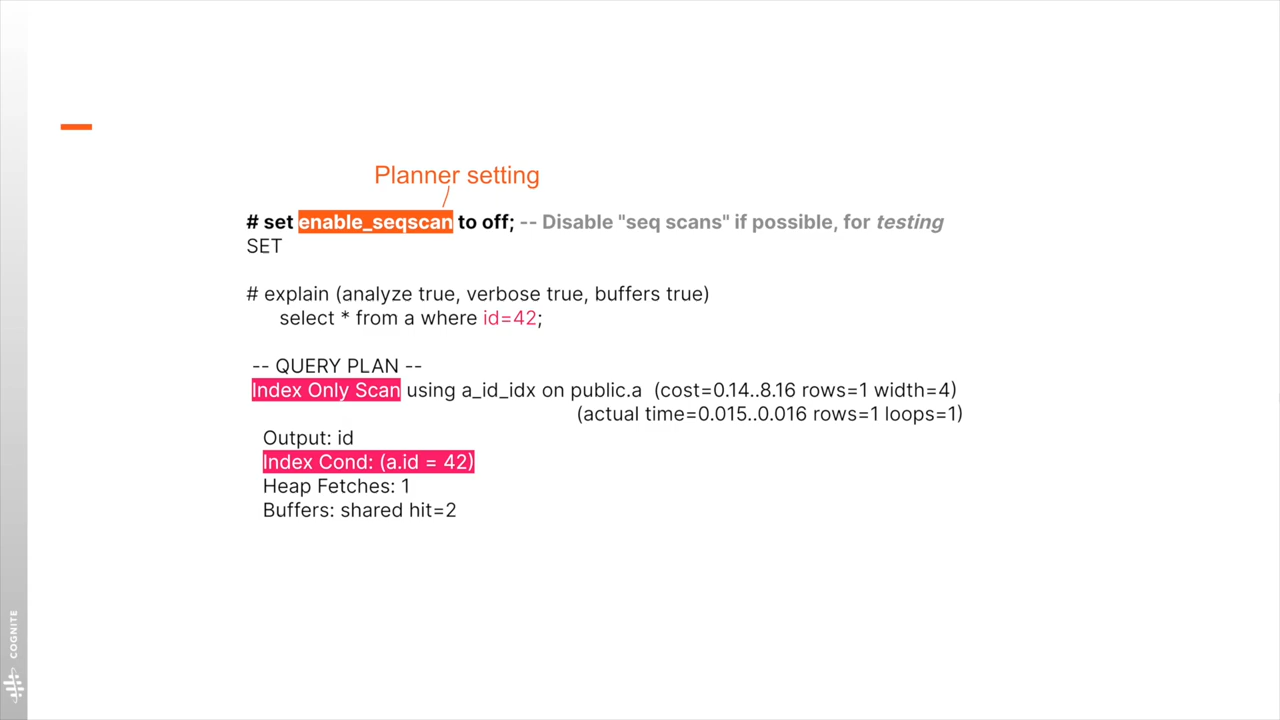 Planner setting
# set enable_seqscan to off; -- Disable "seq scans" if possible, for testing
SET
# explain (analyze true, verbose true, buffers true)
select * from a where id=42;
-- QUERY PLAN --
Index Only Scan using a_id_idx on public.a (cost=0.14..8.16 rows=1 width=4)
(actual time=0.015..0.016 rows=1 loops=1)
Output: id
Index Cond: (a.id = 42)
Heap Fetches: 1
Buffers: shared hit=2
COGNITE